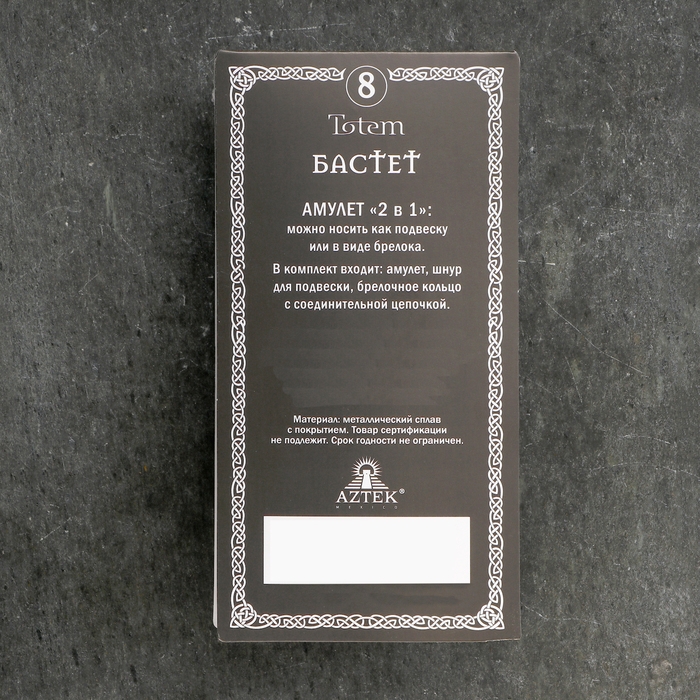 8
Totem
БАСТЕТ
АМУЛЕТ «2 в 1»:
можно носить как подвеску
или в виде брелока.
В комплект входит: амулет, шнур
для подвески, брелочное кольцо
с соединительной цепочкой.
Материал: металлический сплав
с покрытием. Товар сертификации
не подлежит. Срок годности не ограничен.
AZTEK®
MEXICO